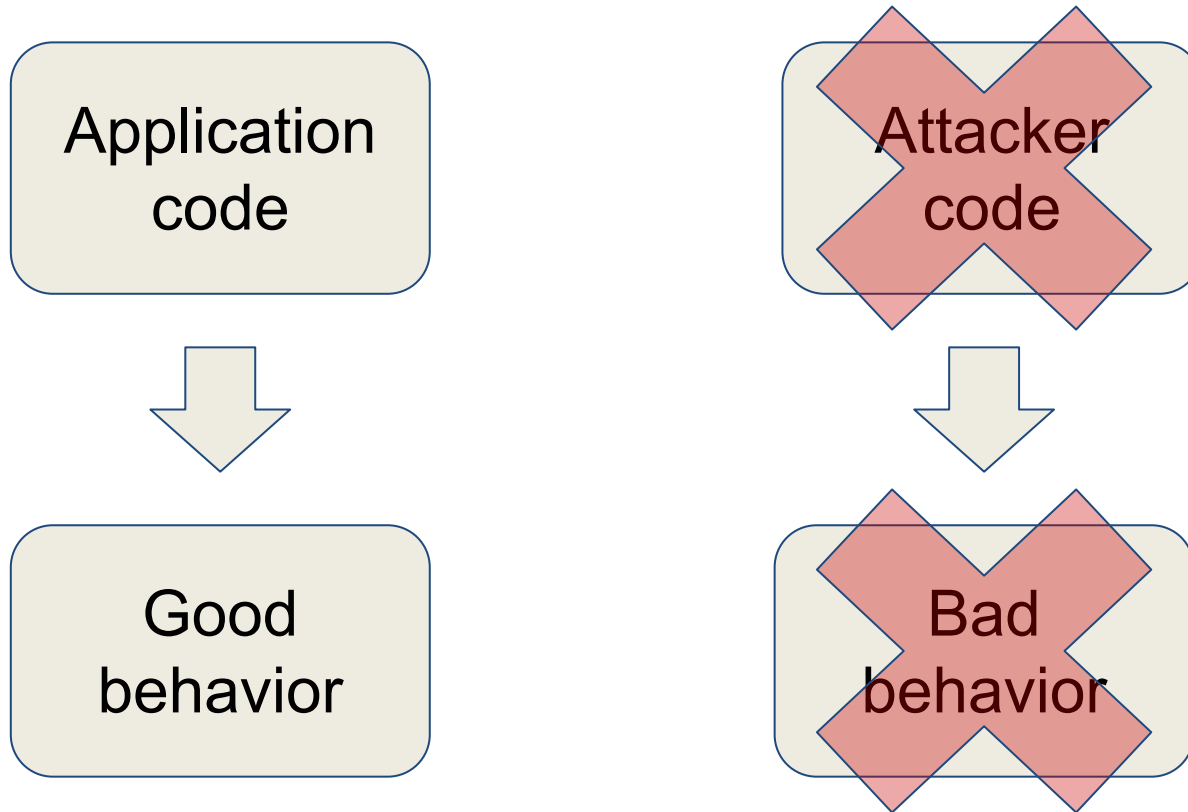 Application
code
Attacker
code
Good
behavior
Bad
behavior